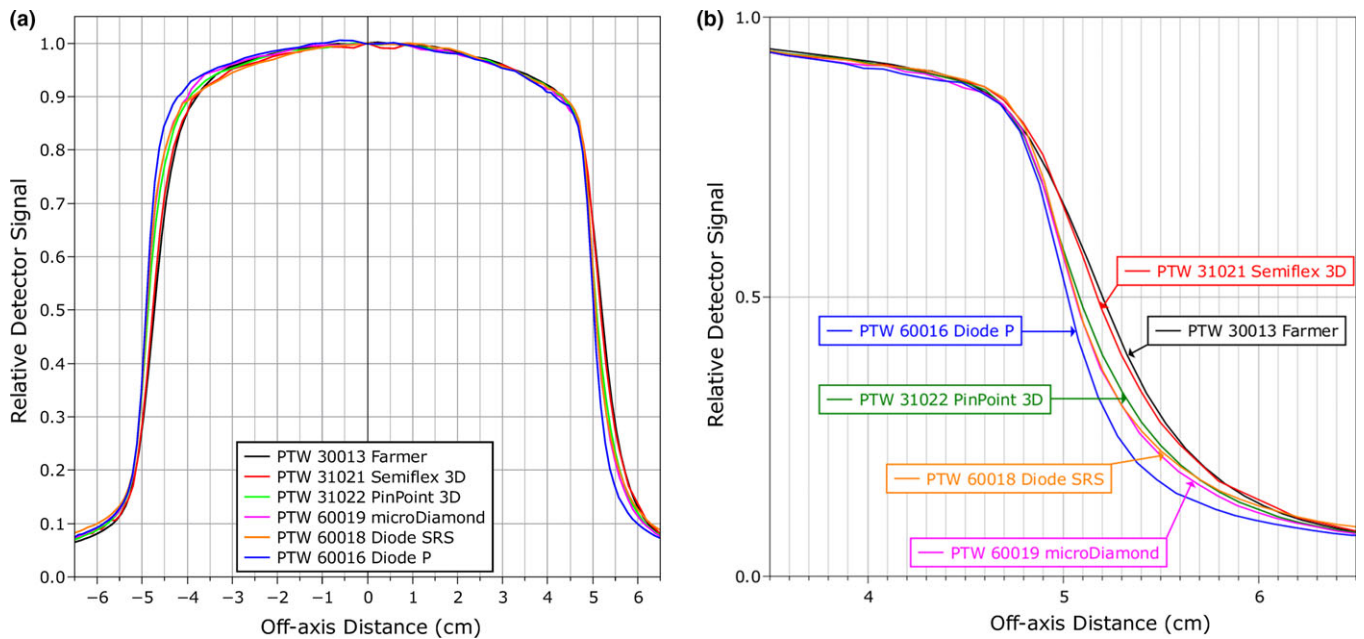 (a)
Relative Detector Signal
1.0
0.9
0.8
0.7
0.6
0.5
0.4
0.3
0.2
0.1
0.0
PTW 30013 Farmer
PTW 31021 Semiflex 3D
PTW 31022 PinPoint 3D
PTW 60019 microDiamond
PTW 60018 Diode SRS
PTW 60016 Diode P
−6 −5 −4 −3 −2 −1 0 1 2 3 4 5 6
Off-axis Distance (cm)
(b)
Relative Detector Signal
1.0
0.5
0.0
PTW 31021 Semiflex 3D
PTW 60016 Diode P
PTW 30013 Farmer
PTW 31022 PinPoint 3D
PTW 60018 Diode SRS
PTW 60019 microDiamond
4 5 6
Off-axis Distance (cm)